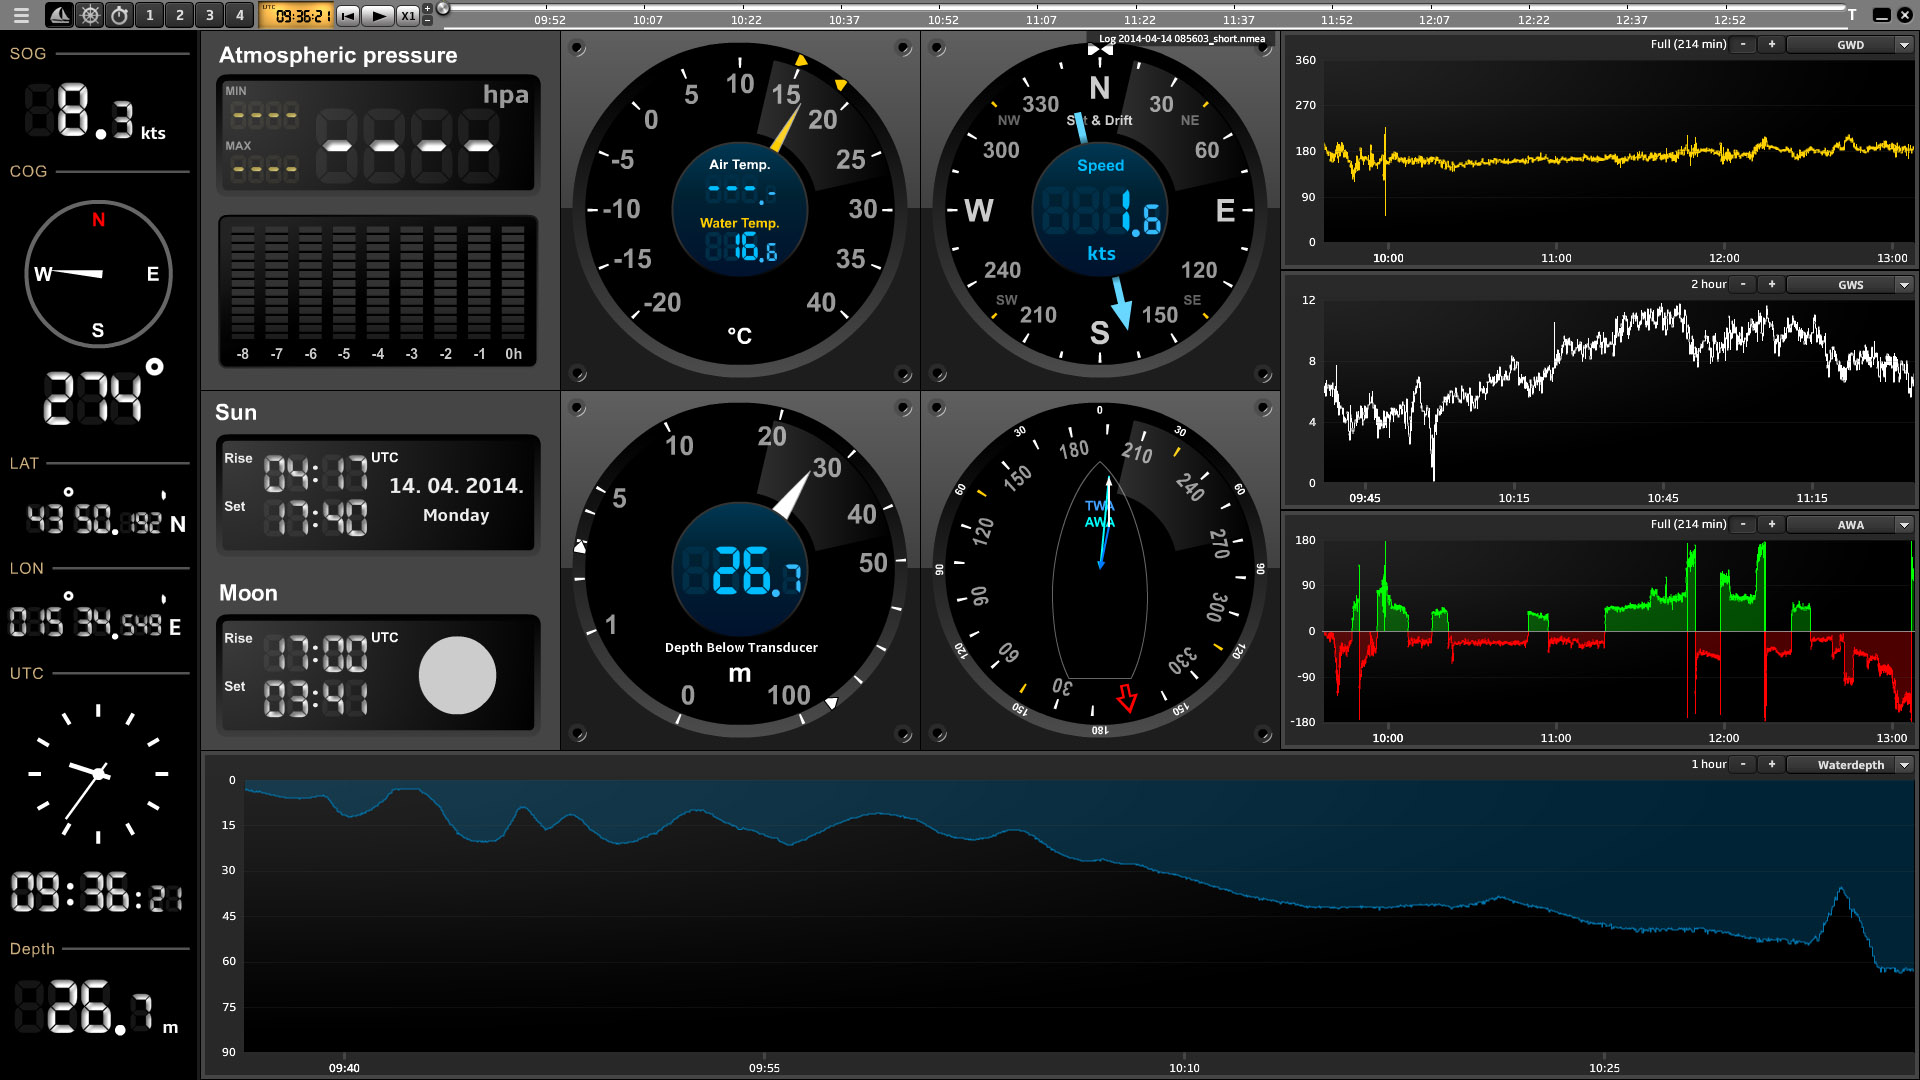 1 2 3 4 UTC 09:36:21 X1 + -
09:52 10:07 10:22 10:37 10:52 11:07 11:22 11:37 11:52 12:07 12:22 12:37 12:52 T
Log 2014-04-14 085603_short.nmea
SOG
8.3 kts
COG
N
W E
S
274°
LAT
43° 50.192' N
LON
015° 34.549' E
UTC
09:36:21
Depth
26.7 m
Atmospheric pressure
MIN
----
hpa
MAX
----
----
-8 -7 -6 -5 -4 -3 -2 -1 0h
Sun
Rise 04:17 UTC
Set 17:40
14. 04. 2014.
Monday
Moon
Rise 17:00 UTC
Set 03:41
-20 -15 -10 -5 0 5 10 15 20 25 30 35 40
Air Temp.
---.-
Water Temp.
16.6
°C
N 30 60 E 120 150 S 210 240 W 300 330
NW NE SW SE
Set & Drift
Speed
1.6
kts
0 1 5 10 20 30 40 50 100
26.7
Depth Below Transducer
m
0 30 60 90 120 150 180 150 120 90 60 30
180 210 240 270 300 330 30 60 90 120 150
TWA
AWA
Full (214 min) - + GWD
360
270
180
90
0
10:00 11:00 12:00 13:00
2 hour - + GWS
12
8
4
0
09:45 10:15 10:45 11:15
Full (214 min) - + AWA
180
90
0
-90
-180
10:00 11:00 12:00 13:00
1 hour - + Waterdepth
0
15
30
45
60
75
90
09:40 09:55 10:10 10:25